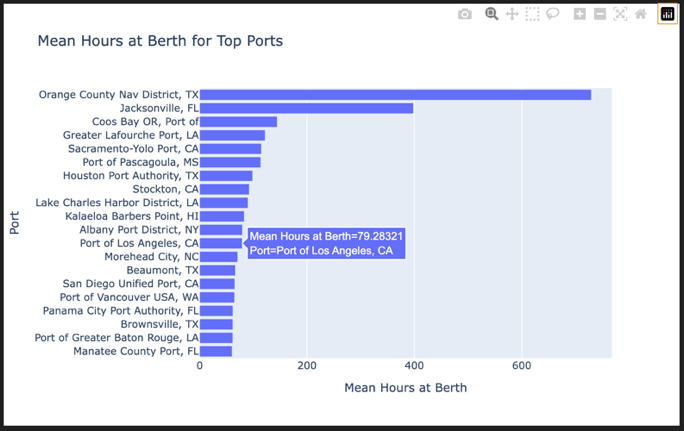 Mean Hours at Berth for Top Ports
Orange County Nav District, TX
Jacksonville, FL
Coos Bay OR, Port of
Greater Lafourche Port, LA
Sacramento-Yolo Port, CA
Port of Pascagoula, MS
Houston Port Authority, TX
Stockton, CA
Lake Charles Harbor District, LA
Kalaeloa Barbers Point, HI
Albany Port District, NY
Port of Los Angeles, CA
Morehead City, NC
Beaumont, TX
San Diego Unified Port, CA
Port of Vancouver USA, WA
Panama City Port Authority, FL
Brownsville, TX
Port of Greater Baton Rouge, LA
Manatee County Port, FL
Port
Mean Hours at Berth=79.28321
Port=Port of Los Angeles, CA
0
200
400
600
Mean Hours at Berth